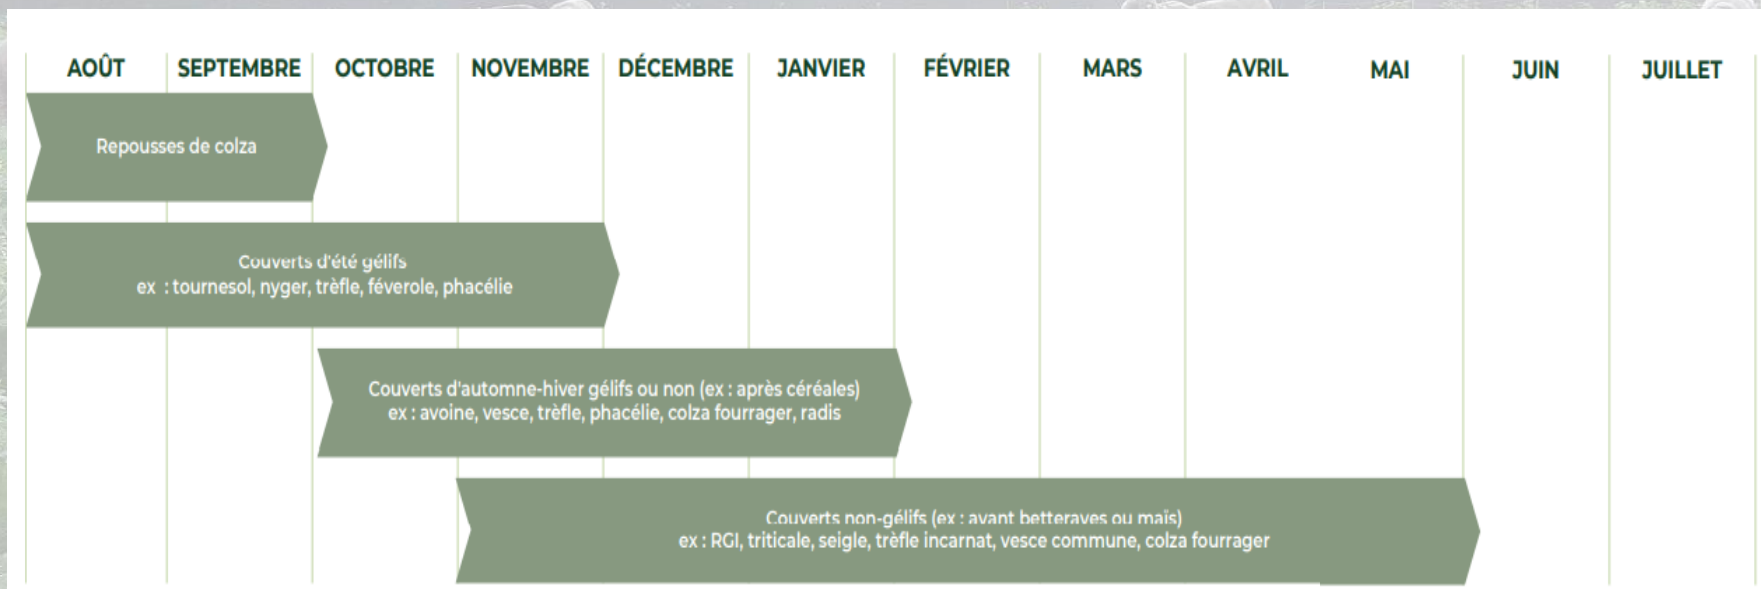 AOÛT SEPTEMBRE OCTOBRE NOVEMBRE DÉCEMBRE JANVIER FÉVRIER MARS AVRIL MAI JUIN JUILLET
Repousses de colza
Couverts d'été gélifs
ex : tournesol, nyger, trèfle, féverole, phacélie
Couverts d'automne-hiver gélifs ou non (ex : après céréales)
ex : avoine, vesce, trèfle, phacélie, colza fourrager, radis
Couverts non-gélifs (ex : avant betteraves ou maïs)
ex : RGI, triticale, seigle, trèfle incarnat, vesce commune, colza fourrager